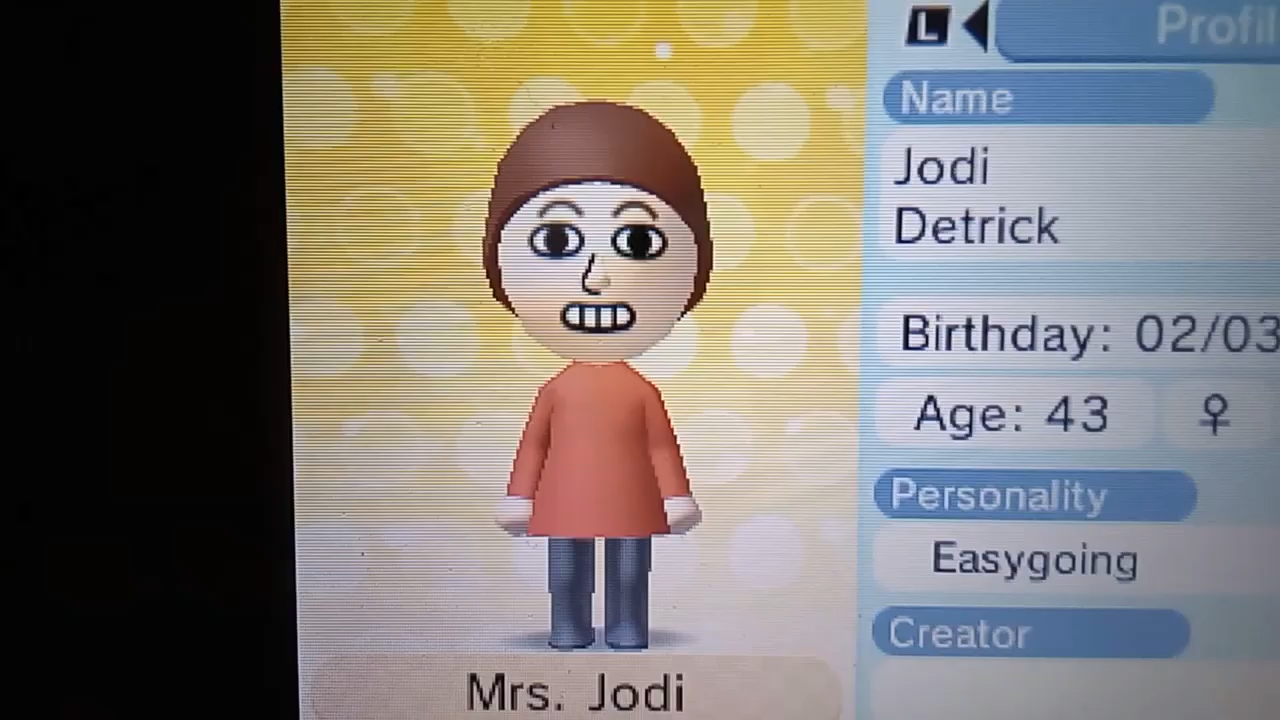 L Profil
Name
Jodi
Detrick
Birthday: 02/03
Age: 43 ♀
Personality
Easygoing
Creator
Mrs. Jodi